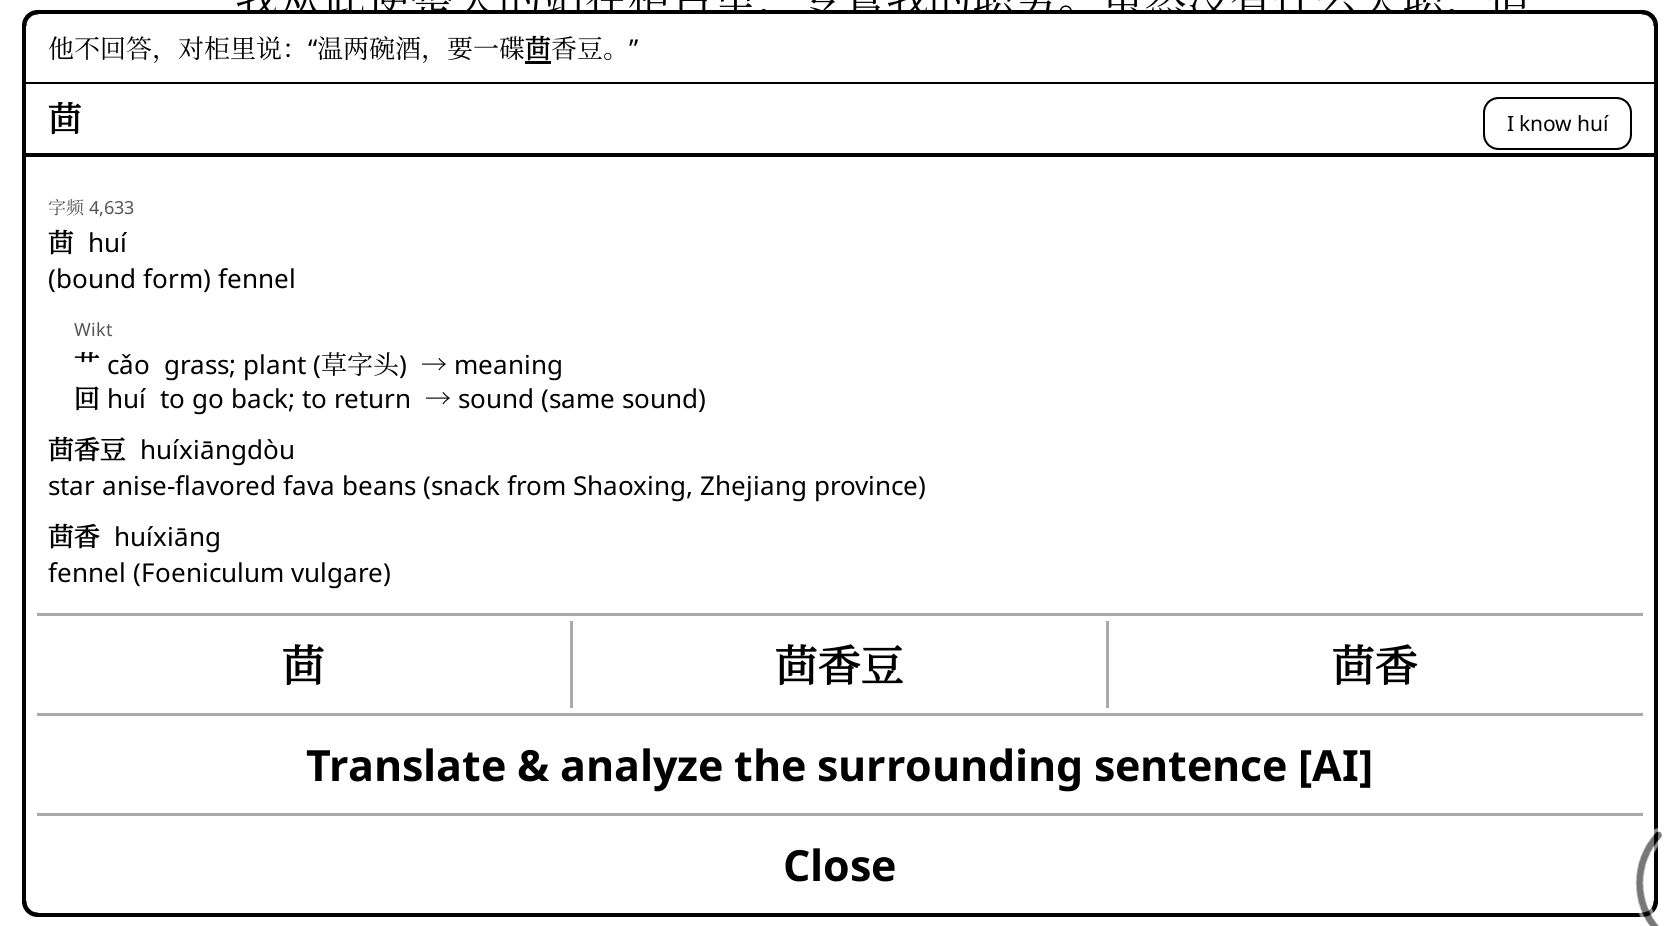 他不回答，对柜里说：“温两碗酒，要一碟茴香豆。”
茴
I know huí
字频 4,633
茴 huí
(bound form) fennel
Wikt
艹 cǎo grass; plant (草字头) → meaning
回 huí to go back; to return → sound (same sound)
茴香豆 huíxiāngdòu
star anise-flavored fava beans (snack from Shaoxing, Zhejiang province)
茴香 huíxiāng
fennel (Foeniculum vulgare)
茴
茴香豆
茴香
Translate & analyze the surrounding sentence [AI]
Close